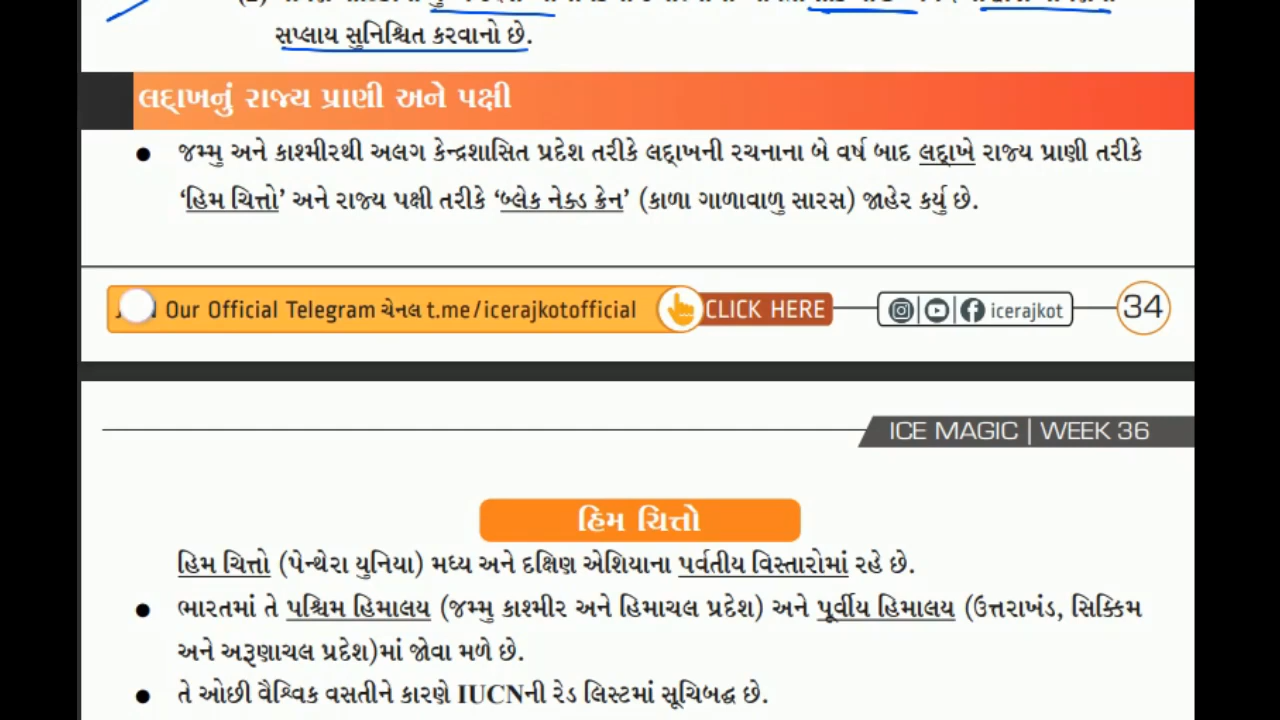 સપ્લાય સુનિશ્ચિત કરવાનો છે.
લદ્દાખનું રાજ્ય પ્રાણી અને પક્ષી
● જમ્મુ અને કાશ્મીરથી અલગ કેન્દ્રશાસિત પ્રદેશ તરીકે લદ્દાખની રચનાના બે વર્ષ બાદ લદ્દાખે રાજ્ય પ્રાણી તરીકે
‘હિમ ચિત્તો’ અને રાજ્ય પક્ષી તરીકે ‘બ્લેક નેક્ડ ક્રેન’ (કાળા ગાળાવાળુ સારસ) જાહેર કર્યુ છે.
Our Official Telegram ચેનલ t.me/icerajkotofficial CLICK HERE icerajkot 34
ICE MAGIC | WEEK 36
હિમ ચિત્તો
હિમ ચિત્તો (પેન્થેરા યુનિયા) મધ્ય અને દક્ષિણ એશિયાના પર્વતીય વિસ્તારોમાં રહે છે.
● ભારતમાં તે પશ્ચિમ હિમાલય (જમ્મુ કાશ્મીર અને હિમાચલ પ્રદેશ) અને પૂર્વીય હિમાલય (ઉત્તરાખંડ, સિક્કિમ
અને અરૂણાચલ પ્રદેશ)માં જોવા મળે છે.
● તે ઓછી વૈશ્વિક વસતીને કારણે IUCNની રેડ લિસ્ટમાં સૂચિબદ્ધ છે.